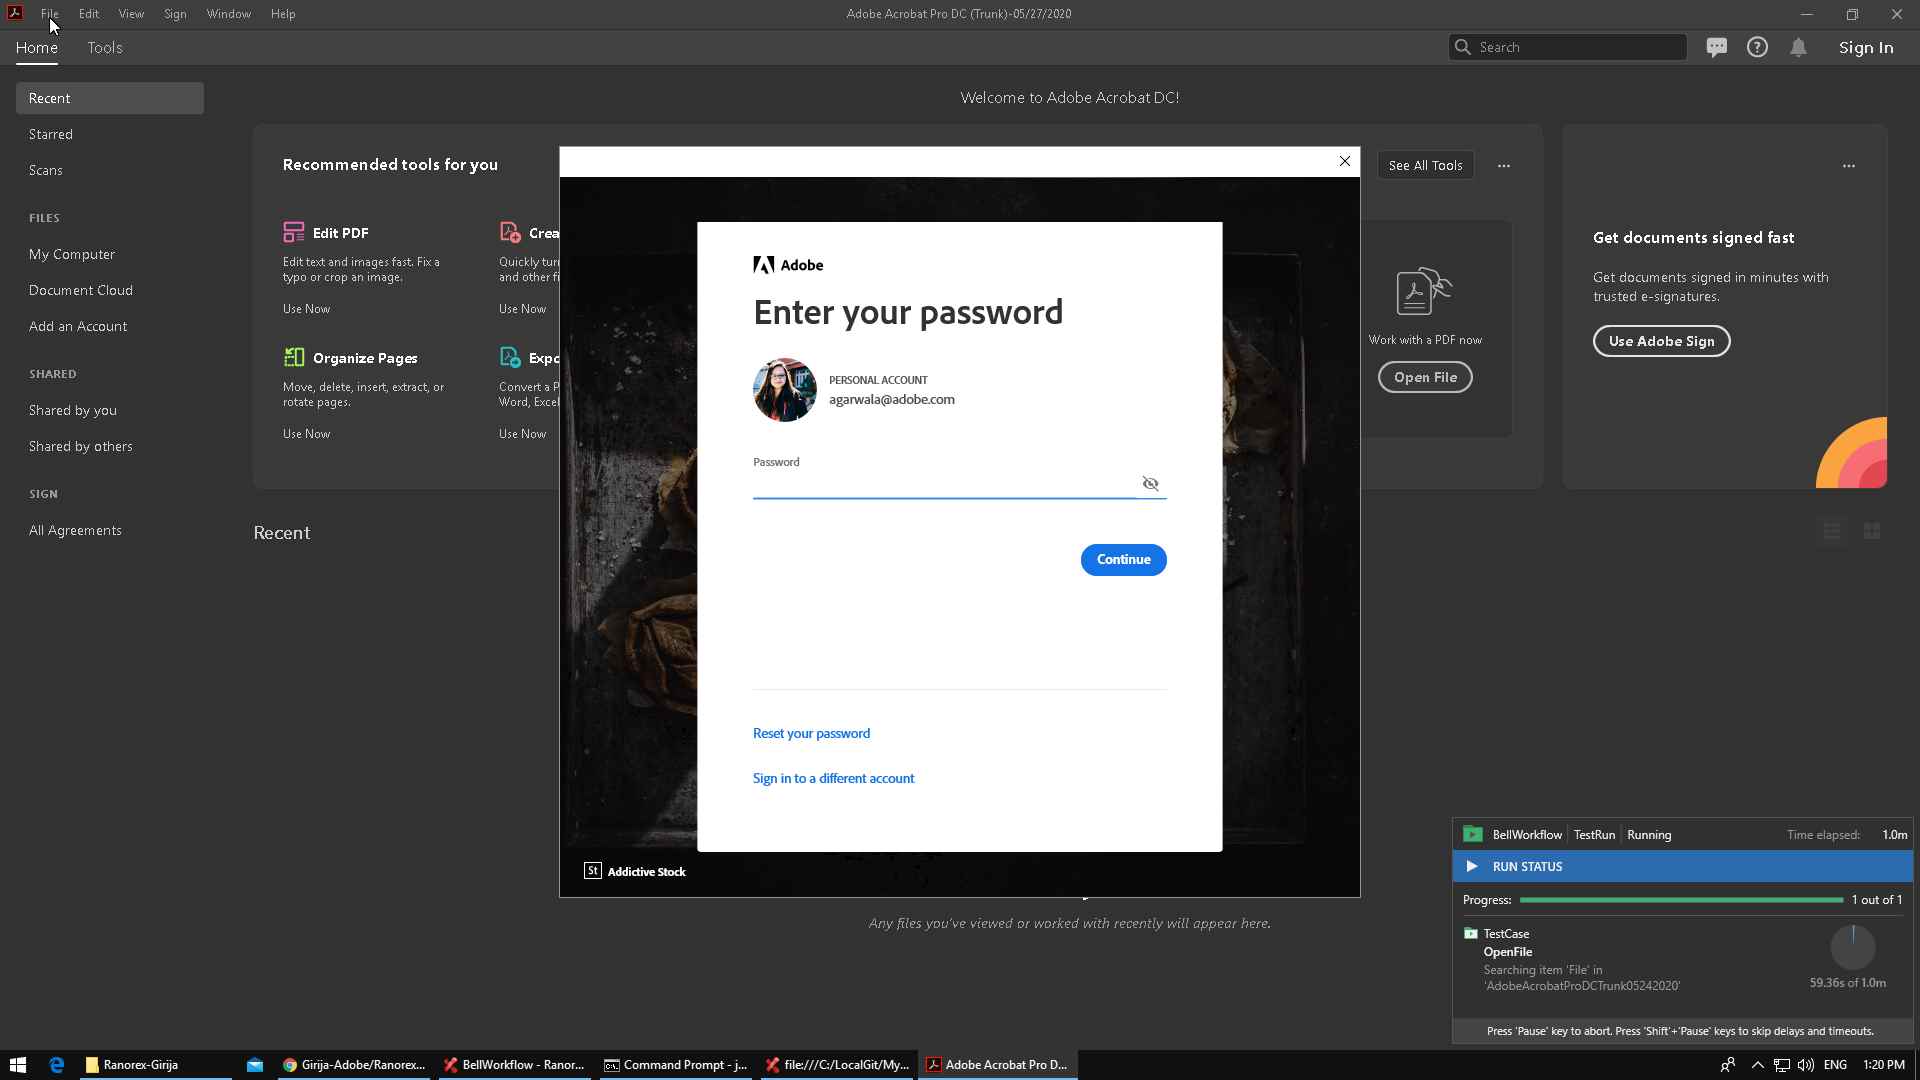 File Edit View Sign Window Help
Adobe Acrobat Pro DC (Trunk)-05/27/2020
Home Tools
Search
Sign In
Recent
Starred
Scans
FILES
My Computer
Document Cloud
Add an Account
SHARED
Shared by you
Shared by others
SIGN
All Agreements
Welcome to Adobe Acrobat DC!
Recommended tools for you
See All Tools
Edit PDF
Edit text and images fast. Fix a
typo or crop an image.
Use Now
Crea
Quickly tur
and other fi
Use Now
Organize Pages
Move, delete, insert, extract, or
rotate pages.
Use Now
Expo
Convert a P
Word, Excel
Use Now
Work with a PDF now
Open File
Get documents signed fast
Get documents signed in minutes with
trusted e-signatures.
Use Adobe Sign
Recent
Any files you've viewed or worked with recently will appear here.
Adobe
Enter your password
PERSONAL ACCOUNT
agarwala@adobe.com
Password
Continue
Reset your password
Sign in to a different account
St Addictive Stock
BellWorkflow TestRun Running Time elapsed: 1.0m
RUN STATUS
Progress: 1 out of 1
TestCase
OpenFile
Searching item 'File' in
'AdobeAcrobatProDCTrunk05242020'
59.36s of 1.0m
Press 'Pause' key to abort. Press 'Shift'+'Pause' keys to skip delays and timeouts.
Ranorex-Girija
Girija-Adobe/Ranorex...
BellWorkflow - Ranor...
Command Prompt - j...
file:///C:/LocalGit/My...
Adobe Acrobat Pro D...
ENG
1:20 PM